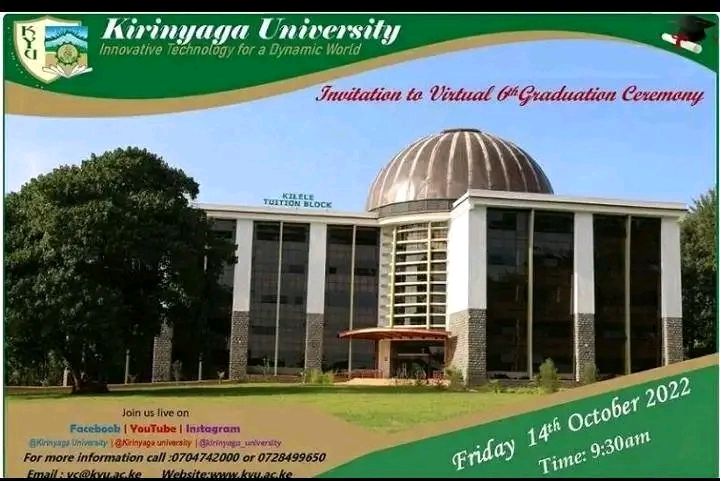 KYU
Kirinyaga University
Innovative Technology for a Dynamic World
Invitation to Virtual 6th Graduation Ceremony
KILELE
TUITION BLOCK
Join us live on
Facebook | YouTube | Instagram
@Kirinyaga University | @Kirinyaga university | @kirinyaga_university
For more information call :0704742000 or 0728499650
Email : vc@kyu.ac.ke Website:www.kyu.ac.ke
Friday 14th October 2022
Time: 9:30am